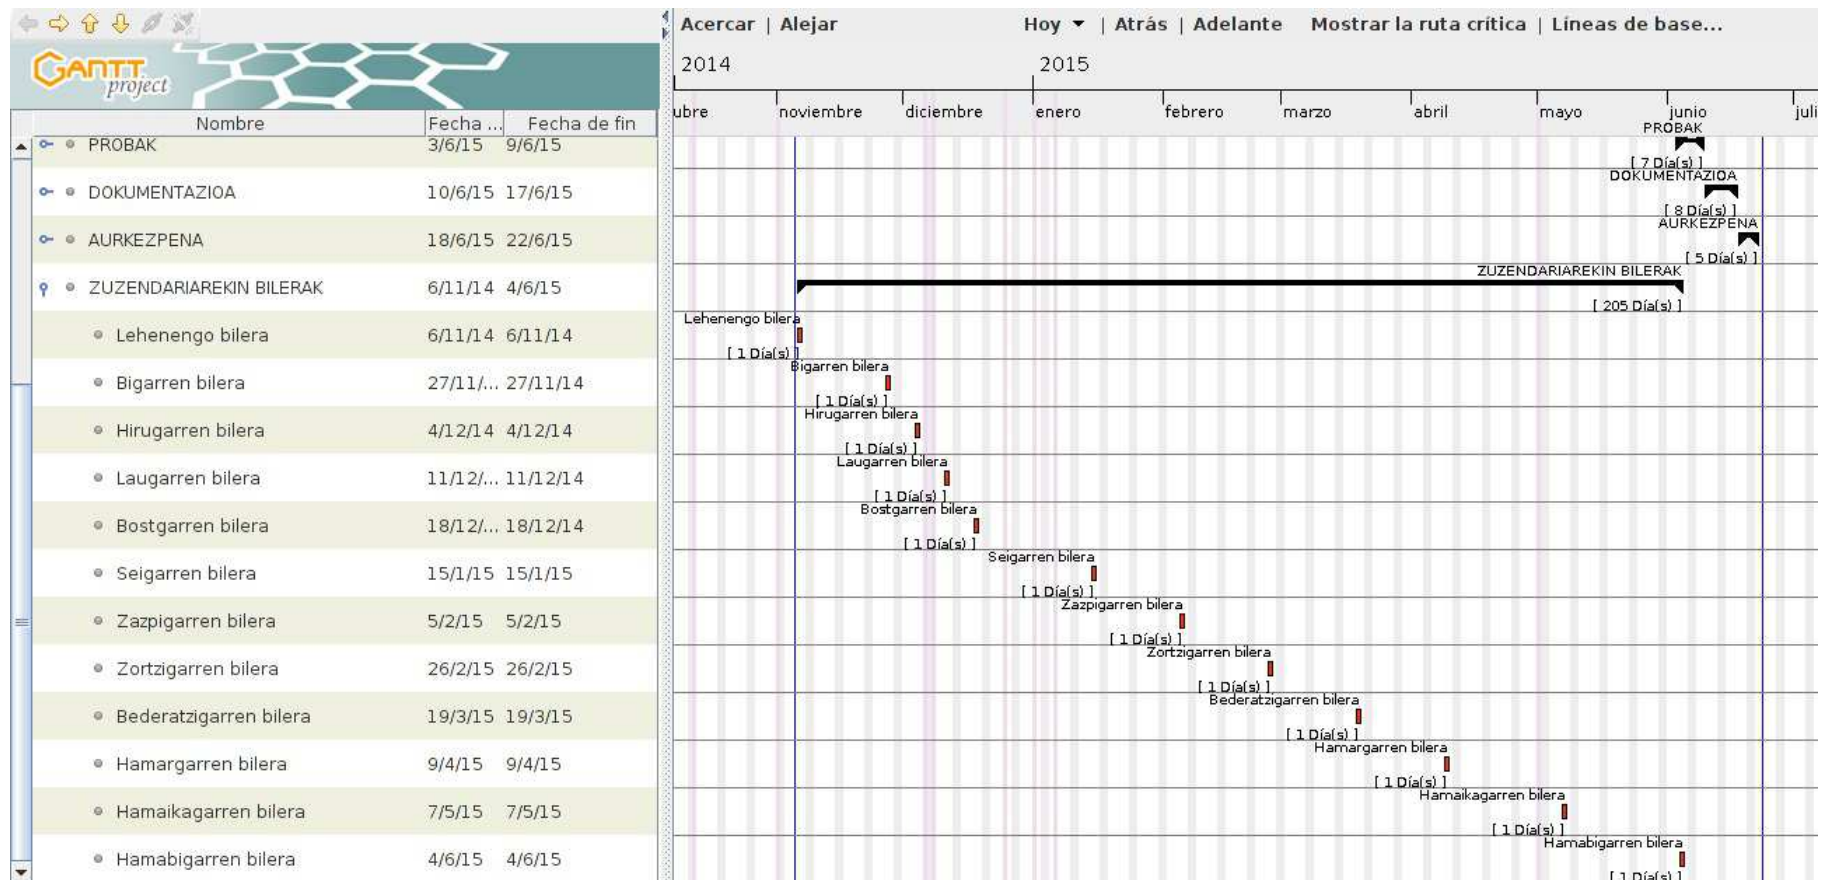 Acercar | Alejar Hoy ▼ | Atrás | Adelante Mostrar la ruta crítica | Líneas de base...
GANTT project
2014 2015
ubre noviembre diciembre enero febrero marzo abril mayo junio juli
Nombre Fecha ... Fecha de fin
PROBAK 3/6/15 9/6/15
DOKUMENTAZIOA 10/6/15 17/6/15
AURKEZPENA 18/6/15 22/6/15
ZUZENDARIAREKIN BILERAK 6/11/14 4/6/15
Lehenengo bilera 6/11/14 6/11/14
Bigarren bilera 27/11/... 27/11/14
Hirugarren bilera 4/12/14 4/12/14
Laugarren bilera 11/12/... 11/12/14
Bostgarren bilera 18/12/... 18/12/14
Seigarren bilera 15/1/15 15/1/15
Zazpigarren bilera 5/2/15 5/2/15
Zortzigarren bilera 26/2/15 26/2/15
Bederatzigarren bilera 19/3/15 19/3/15
Hamargarren bilera 9/4/15 9/4/15
Hamaikagarren bilera 7/5/15 7/5/15
Hamabigarren bilera 4/6/15 4/6/15
PROBAK
[ 7 Día(s) ]
DOKUMENTAZIOA
[ 8 Día(s) ]
AURKEZPENA
[ 5 Día(s) ]
ZUZENDARIAREKIN BILERAK
[ 205 Día(s) ]
Lehenengo bilera
[ 1 Día(s) ]
Bigarren bilera
[ 1 Día(s) ]
Hirugarren bilera
[ 1 Día(s) ]
Laugarren bilera
[ 1 Día(s) ]
Bostgarren bilera
[ 1 Día(s) ]
Seigarren bilera
[ 1 Día(s) ]
Zazpigarren bilera
[ 1 Día(s) ]
Zortzigarren bilera
[ 1 Día(s) ]
Bederatzigarren bilera
[ 1 Día(s) ]
Hamargarren bilera
[ 1 Día(s) ]
Hamaikagarren bilera
[ 1 Día(s) ]
Hamabigarren bilera
[ 1 Día(s) ]